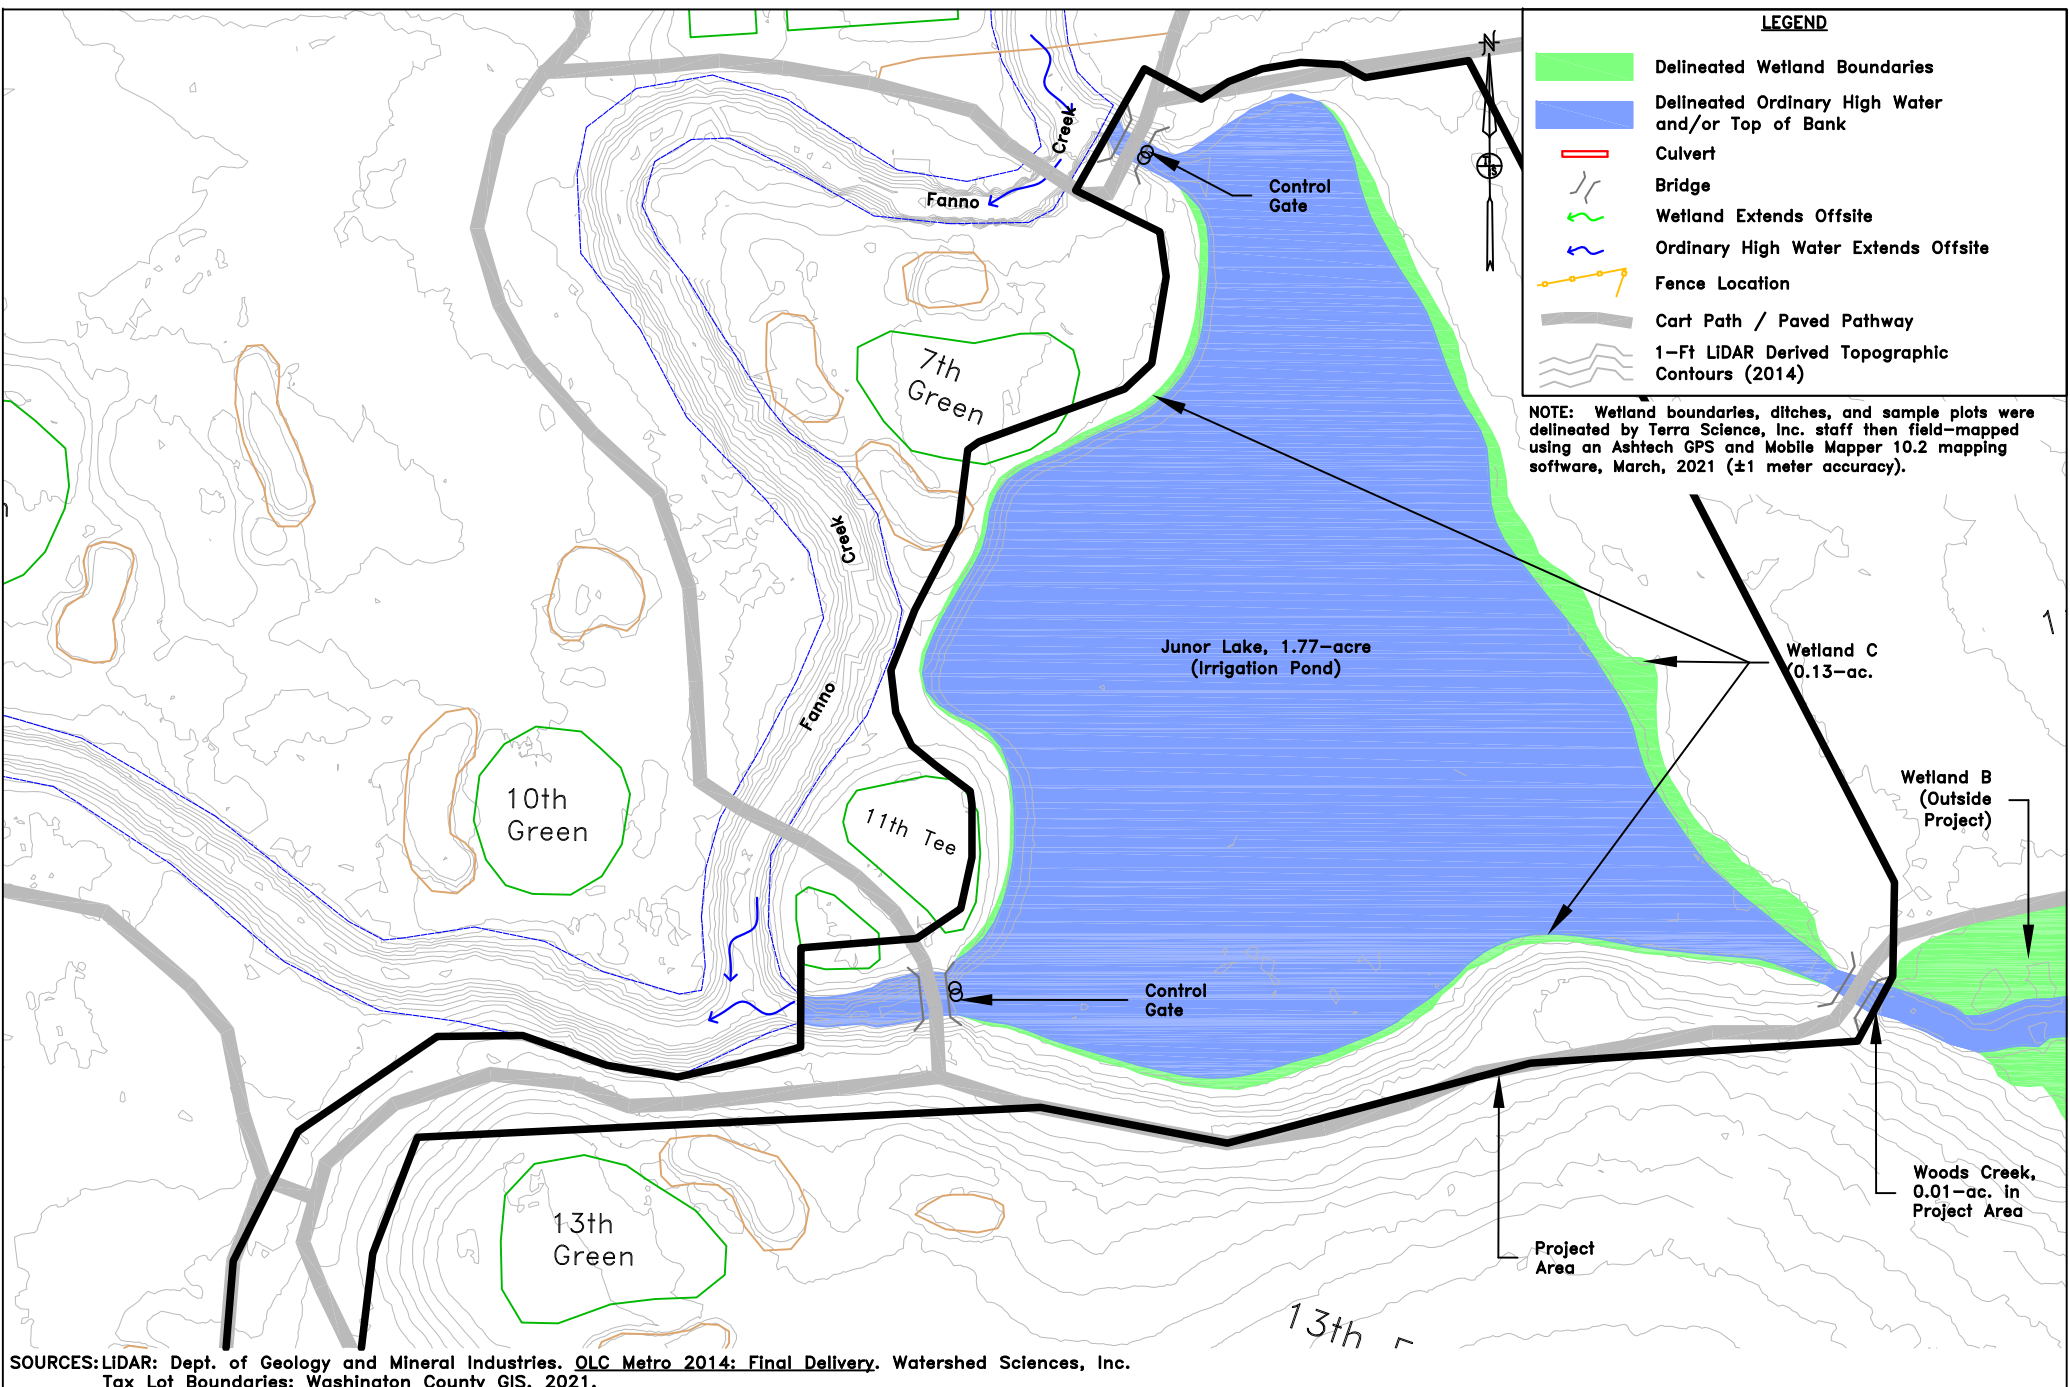 LEGEND
Delineated Wetland Boundaries
Delineated Ordinary High Water
and/or Top of Bank
Culvert
Bridge
Wetland Extends Offsite
Ordinary High Water Extends Offsite
Fence Location
Cart Path / Paved Pathway
1-Ft LiDAR Derived Topographic
Contours (2014)
NOTE: Wetland boundaries, ditches, and sample plots were
delineated by Terra Science, Inc. staff then field-mapped
using an Ashtech GPS and Mobile Mapper 10.2 mapping
software, March, 2021 (±1 meter accuracy).
N
Creek
Fanno
Control
Gate
7th
Green
Creek
Fanno
Junor Lake, 1.77-acre
(Irrigation Pond)
Wetland C
(0.13-ac.
1
Wetland B
(Outside
Project)
10th
Green
11th Tee
Control
Gate
Woods Creek,
0.01-ac. in
Project Area
Project
Area
13th
Green
13th
SOURCES: LiDAR: Dept. of Geology and Mineral Industries. OLC Metro 2014: Final Delivery. Watershed Sciences, Inc.
Tax Lot Boundaries: Washington County GIS, 2021.